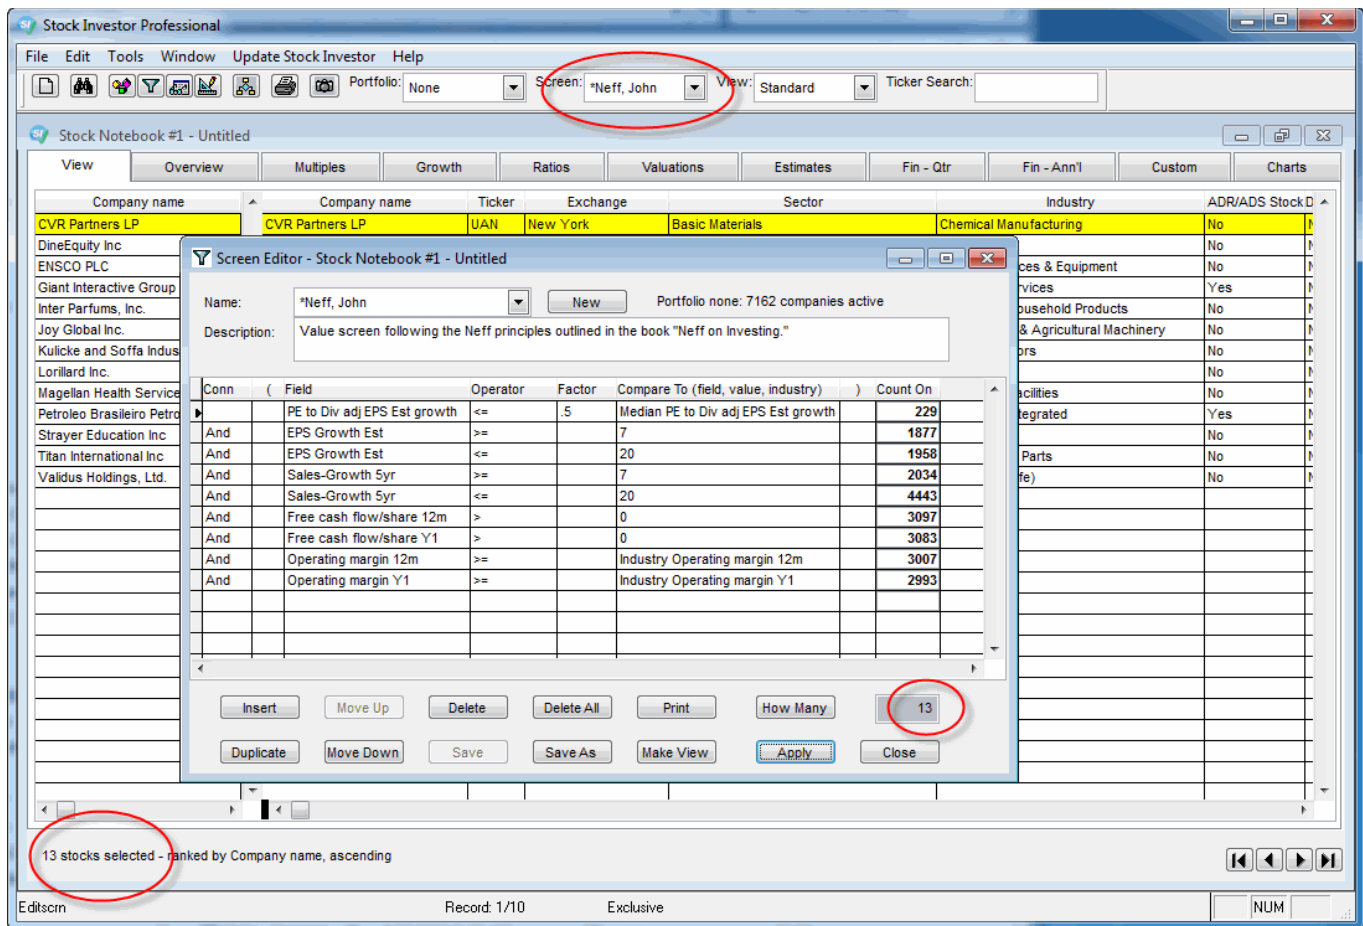 Stock Investor Professional
File Edit Tools Window Update Stock Investor Help
Portfolio: None Screen: *Neff, John View: Standard Ticker Search:
Stock Notebook #1 - Untitled
View Overview Multiples Growth Ratios Valuations Estimates Fin - Qtr Fin - Ann'l Custom Charts
Company name Company name Ticker Exchange Sector Industry ADR/ADS Stock D
CVR Partners LP CVR Partners LP UAN New York Basic Materials Chemical Manufacturing No N
DineEquity Inc No N
ENSCO PLC ces & Equipment No N
Giant Interactive Group rvices Yes N
Inter Parfums, Inc. ousehold Products No N
Joy Global Inc. & Agricultural Machinery No N
Kulicke and Soffa Indus ors No N
Lorillard Inc. No N
Magellan Health Service acilities No N
Petroleo Brasileiro Petro tegrated Yes N
Strayer Education Inc No N
Titan International Inc Parts No N
Validus Holdings, Ltd. fe) No N
Screen Editor - Stock Notebook #1 - Untitled
Name: *Neff, John New Portfolio none: 7162 companies active
Description: Value screen following the Neff principles outlined in the book "Neff on Investing."
Conn ( Field Operator Factor Compare To (field, value, industry) ) Count On
PE to Div adj EPS Est growth <= .5 Median PE to Div adj EPS Est growth 229
And EPS Growth Est >= 7 1877
And EPS Growth Est <= 20 1958
And Sales-Growth 5yr >= 7 2034
And Sales-Growth 5yr <= 20 4443
And Free cash flow/share 12m > 0 3097
And Free cash flow/share Y1 > 0 3083
And Operating margin 12m >= Industry Operating margin 12m 3007
And Operating margin Y1 >= Industry Operating margin Y1 2993
Insert Move Up Delete Delete All Print How Many 13
Duplicate Move Down Save Save As Make View Apply Close
13 stocks selected - ranked by Company name, ascending
Editscrn Record: 1/10 Exclusive NUM